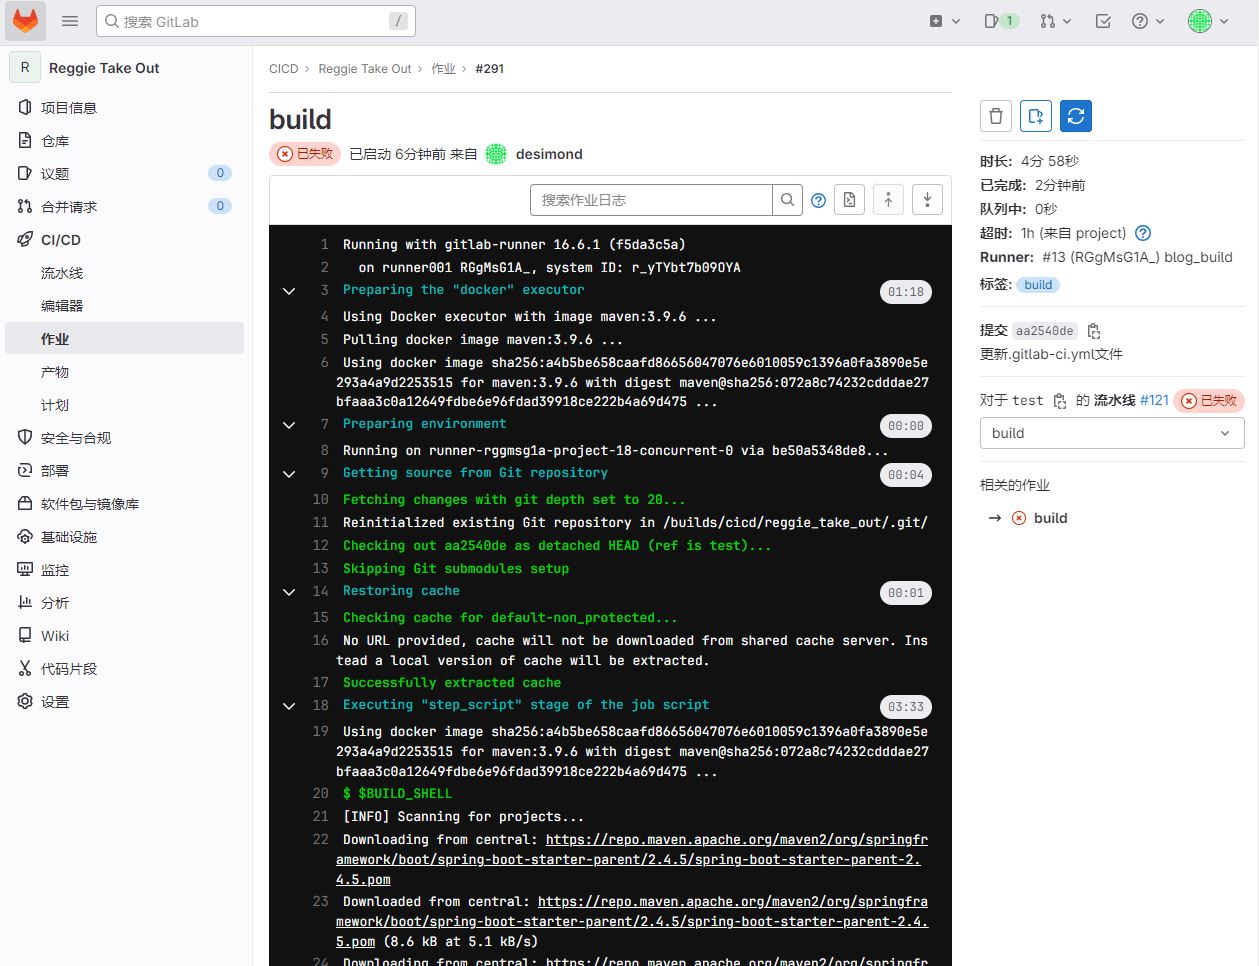 搜索 GitLab
/
1
R
Reggie Take Out
项目信息
仓库
议题
0
合并请求
0
CI/CD
流水线
编辑器
作业
产物
计划
安全与合规
部署
软件包与镜像库
基础设施
监控
分析
Wiki
代码片段
设置
CICD › Reggie Take Out › 作业 › #291
build
已失败 已启动 6分钟前 来自 desimond
搜索作业日志
1 Running with gitlab-runner 16.6.1 (f5da3c5a)
2 on runner001 RGgMsG1A_, system ID: r_yTYbt7b09OYA
3 Preparing the "docker" executor
01:18
4 Using Docker executor with image maven:3.9.6 ...
5 Pulling docker image maven:3.9.6 ...
6 Using docker image sha256:a4b5be658caafd86656047076e6010059c1396a0fa3890e5e
293a4a9d2253515 for maven:3.9.6 with digest maven@sha256:072a8c74232cdddae27
bfaaa3c0a12649fdbe6e96fdad39918ce222b4a69d475 ...
7 Preparing environment
00:00
8 Running on runner-rggmsg1a-project-18-concurrent-0 via be50a5348de8...
9 Getting source from Git repository
00:04
10 Fetching changes with git depth set to 20...
11 Reinitialized existing Git repository in /builds/cicd/reggie_take_out/.git/
12 Checking out aa2540de as detached HEAD (ref is test)...
13 Skipping Git submodules setup
14 Restoring cache
00:01
15 Checking cache for default-non_protected...
16 No URL provided, cache will not be downloaded from shared cache server. Ins
tead a local version of cache will be extracted.
17 Successfully extracted cache
18 Executing "step_script" stage of the job script
03:33
19 Using docker image sha256:a4b5be658caafd86656047076e6010059c1396a0fa3890e5e
293a4a9d2253515 for maven:3.9.6 with digest maven@sha256:072a8c74232cdddae27
bfaaa3c0a12649fdbe6e96fdad39918ce222b4a69d475 ...
20 $ $BUILD_SHELL
21 [INFO] Scanning for projects...
22 Downloading from central: https://repo.maven.apache.org/maven2/org/springfr
amework/boot/spring-boot-starter-parent/2.4.5/spring-boot-starter-parent-2.
4.5.pom
23 Downloaded from central: https://repo.maven.apache.org/maven2/org/springfra
mework/boot/spring-boot-starter-parent/2.4.5/spring-boot-starter-parent-2.4.
5.pom (8.6 kB at 5.1 kB/s)
24 Downloading from central: https://repo.maven.apache.org/maven2/org/springfr
时长: 4分 58秒
已完成: 2分钟前
队列中: 0秒
超时: 1h (来自 project)
Runner: #13 (RGgMsG1A_) blog_build
标签: build
提交 aa2540de
更新.gitlab-ci.yml文件
对于 test 的 流水线 #121 已失败
build
相关的作业
→ build